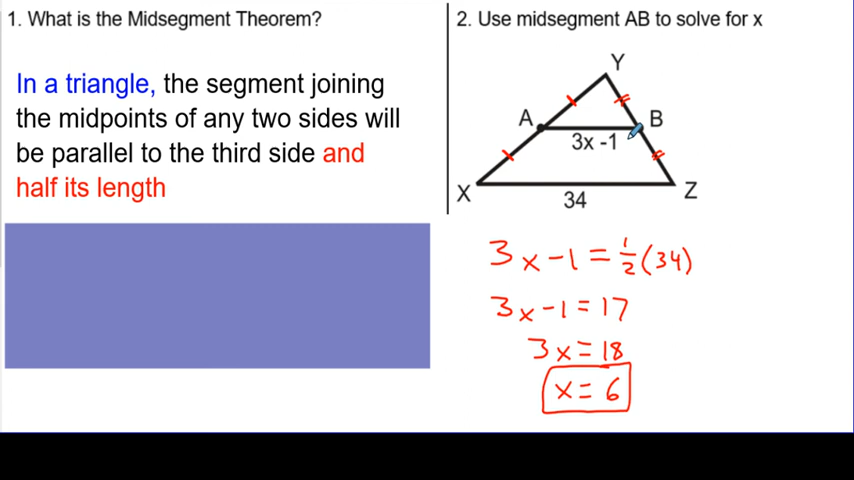 1. What is the Midsegment Theorem?
In a triangle, the segment joining
the midpoints of any two sides will
be parallel to the third side and
half its length
2. Use midsegment AB to solve for x
Y
A
B
3x -1
X
Z
34
3x-1=½(34)
3x-1=17
3x=18
x=6